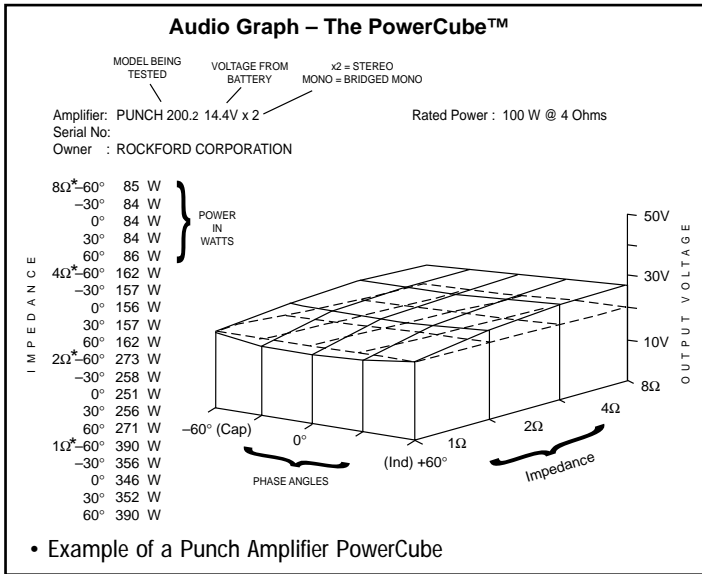 Audio Graph – The PowerCube™
MODEL BEING TESTED
VOLTAGE FROM BATTERY
x2 = STEREO
MONO = BRIDGED MONO
Amplifier: PUNCH 200.2 14.4V x 2
Rated Power : 100 W @ 4 Ohms
Serial No:
Owner : ROCKFORD CORPORATION
8Ω*–60° 85 W
–30° 84 W
0° 84 W
30° 84 W
60° 86 W
4Ω*–60° 162 W
–30° 157 W
0° 156 W
30° 157 W
60° 162 W
2Ω*–60° 273 W
–30° 258 W
0° 251 W
30° 256 W
60° 271 W
1Ω*–60° 390 W
–30° 356 W
0° 346 W
30° 352 W
60° 390 W
IMPEDANCE
POWER IN WATTS
50V
30V
10V
OUTPUT VOLTAGE
8Ω
4Ω
2Ω
1Ω
–60° (Cap)
0°
(Ind) +60°
PHASE ANGLES
Impedance
• Example of a Punch Amplifier PowerCube